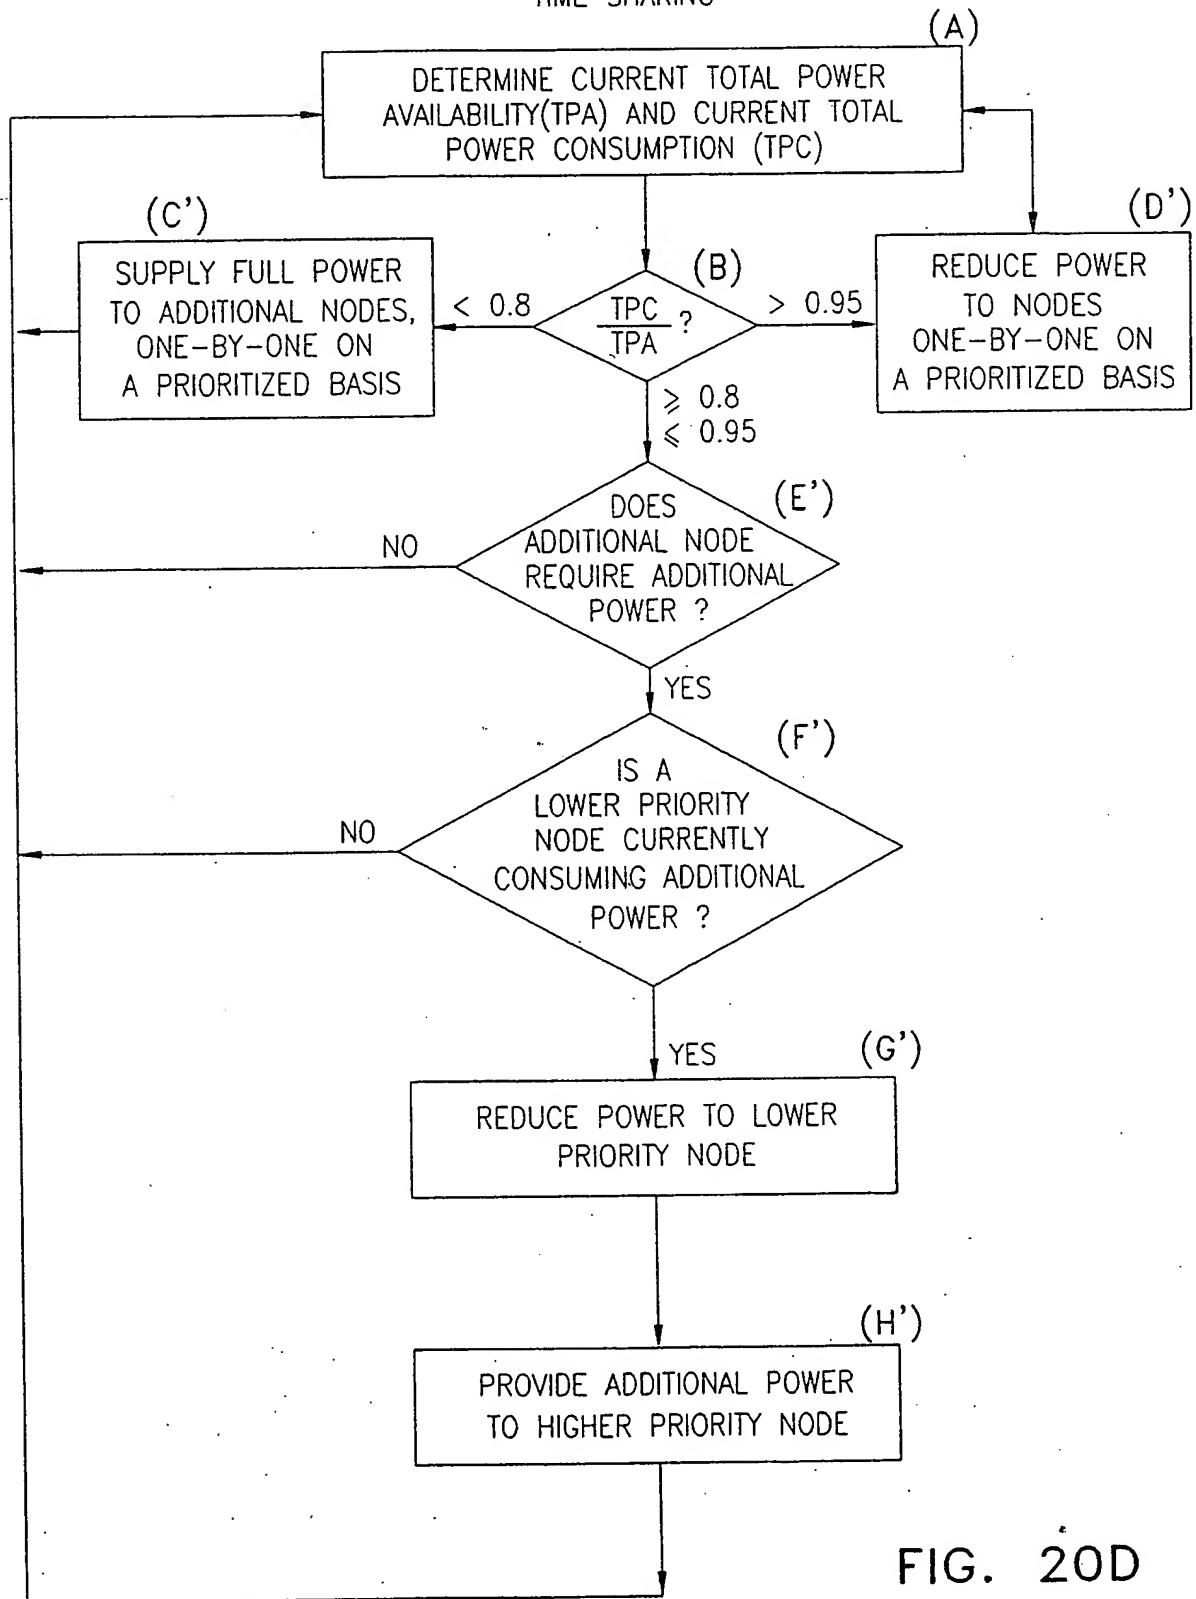 SHARING
(A)
DETERMINE CURRENT TOTAL POWER
AVAILABILITY(TPA) AND CURRENT TOTAL
POWER CONSUMPTION (TPC)
(C')
SUPPLY FULL POWER
TO ADDITIONAL NODES,
ONE-BY-ONE ON
A PRIORITIZED BASIS
< 0.8
(B)
TPC
TPA
?
> 0.95
(D')
REDUCE POWER
TO NODES
ONE-BY-ONE ON
A PRIORITIZED BASIS
⩾ 0.8
⩽ 0.95
(E')
DOES
ADDITIONAL NODE
REQUIRE ADDITIONAL
POWER ?
NO
YES
(F')
IS A
LOWER PRIORITY
NODE CURRENTLY
CONSUMING ADDITIONAL
POWER ?
NO
YES
(G')
REDUCE POWER TO LOWER
PRIORITY NODE
(H')
PROVIDE ADDITIONAL POWER
TO HIGHER PRIORITY NODE
FIG. 20D